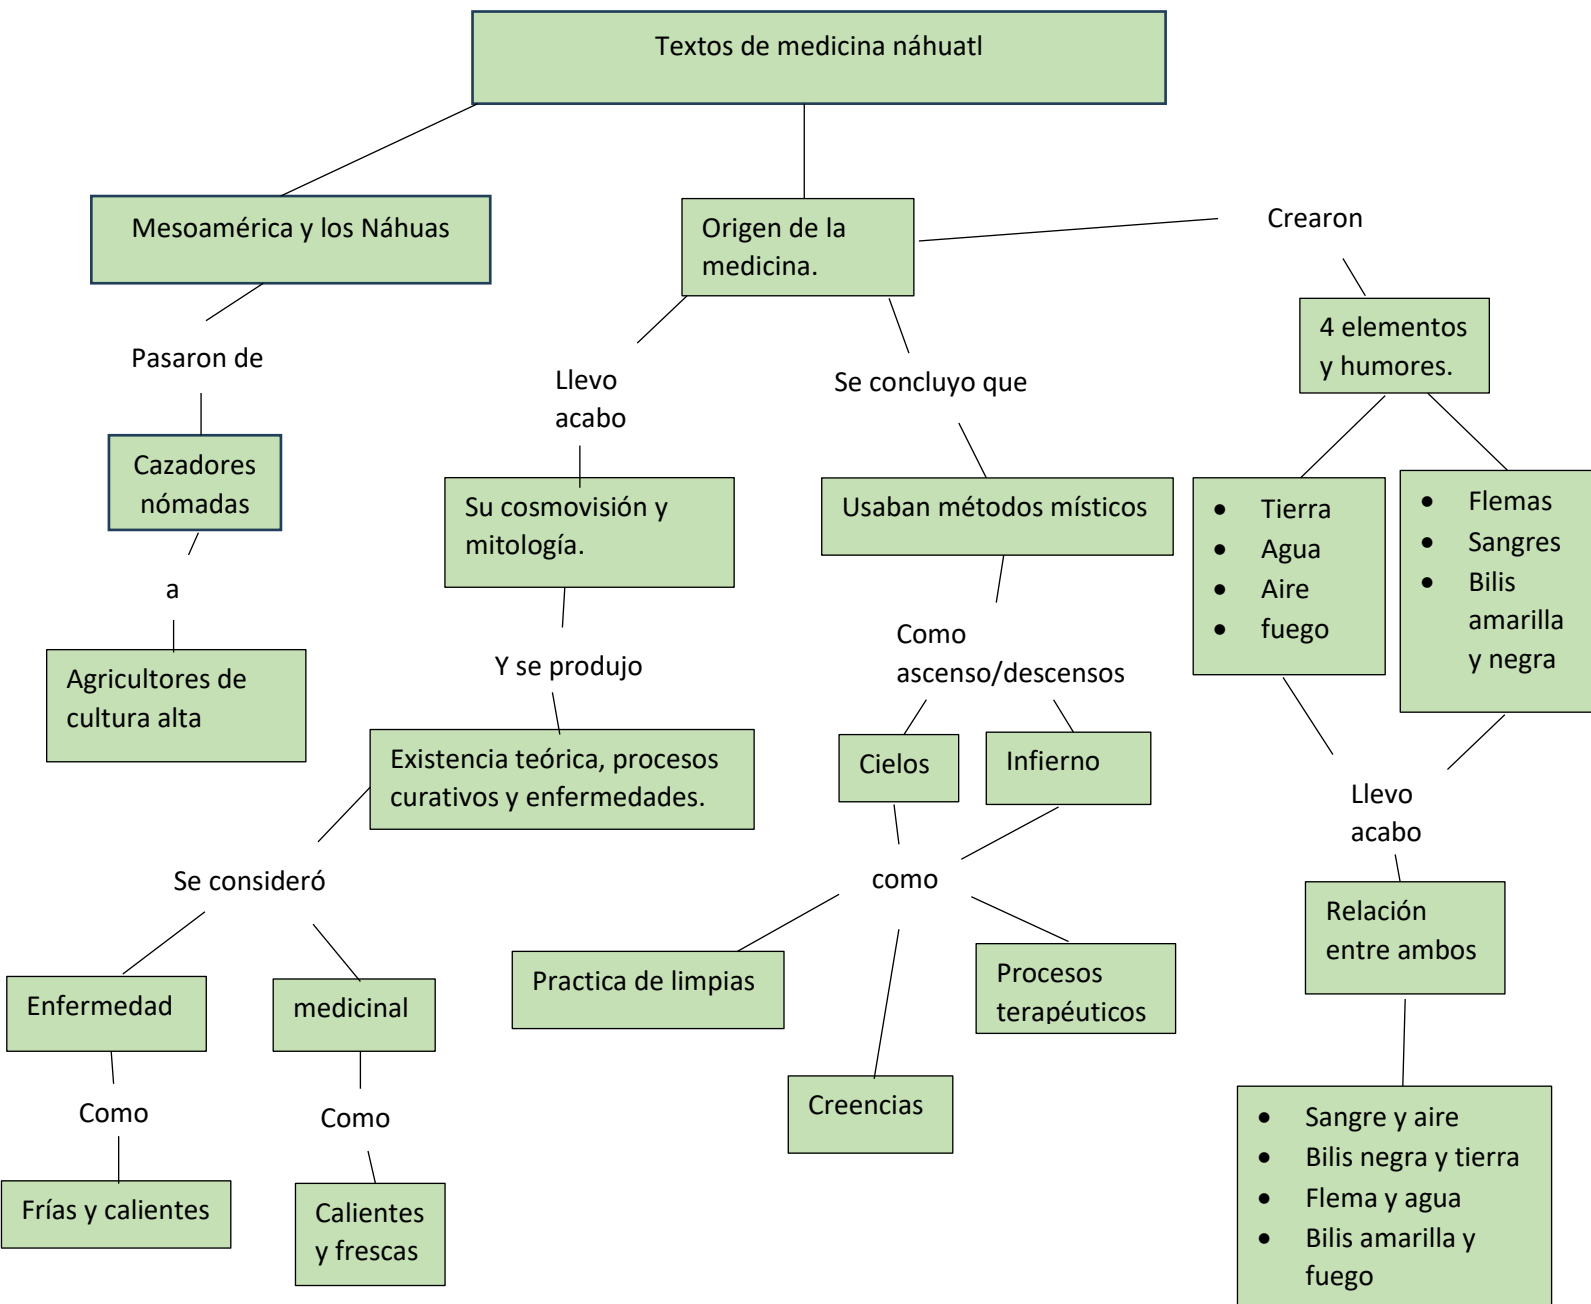 Textos de medicina náhuatl
Mesoamérica y los Náhuas
Origen de la
medicina.
Crearon
4 elementos
y humores.
Pasaron de
Llevo
acabo
Se concluyo que
Cazadores
nómadas
Su cosmovisión y
mitología.
Usaban métodos místicos
• Tierra
• Agua
• Aire
• fuego
• Flemas
• Sangres
• Bilis
amarilla
y negra
a
Agricultores de
cultura alta
Y se produjo
Como
ascenso/descensos
Existencia teórica, procesos
curativos y enfermedades.
Cielos
Infierno
Llevo
acabo
Se consideró
como
Relación
entre ambos
Enfermedad
medicinal
Practica de limpias
Procesos
terapéuticos
Creencias
Como
Como
Frías y calientes
Calientes
y frescas
• Sangre y aire
• Bilis negra y tierra
• Flema y agua
• Bilis amarilla y
fuego